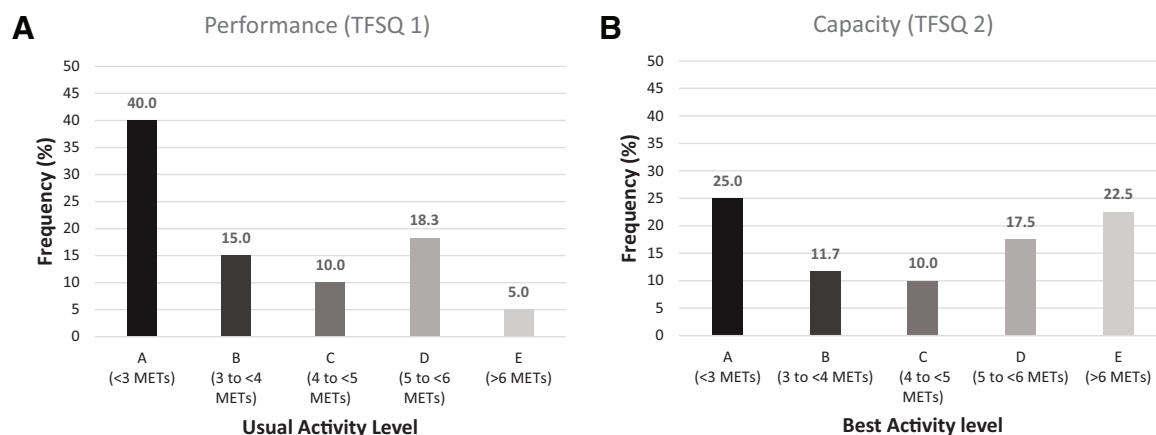 A
Performance (TFSQ 1)
Frequency (%)
50
45
40
35
30
25
20
15
10
5
0
40.0
15.0
10.0
18.3
5.0
A
(<3 METs)
B
(3 to <4
METs)
C
(4 to <5
METs)
D
(5 to <6
METs)
E
(>6 METs)
Usual Activity Level
B
Capacity (TFSQ 2)
Frequency (%)
50
45
40
35
30
25
20
15
10
5
0
25.0
11.7
10.0
17.5
22.5
A
(<3 METs)
B
(3 to <4 METs)
C
(4 to <5
METs)
D
(5 to <6 METs)
E
(>6 METs)
Best Activity level